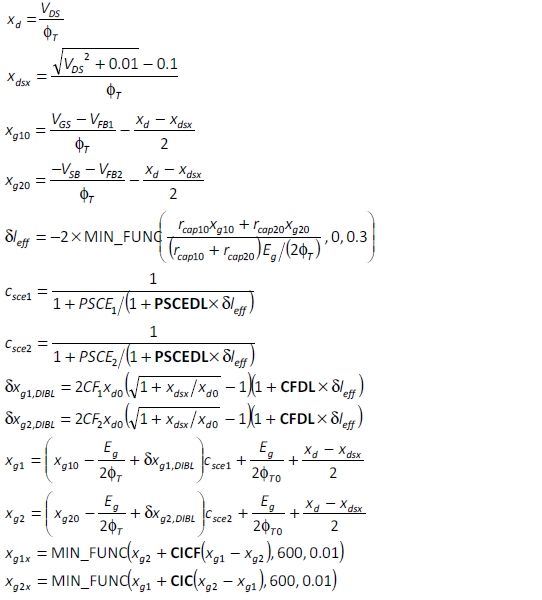 x_d = V_DS / ϕ_T
x_dsx = (√(V_DS² + 0.01) − 0.1) / ϕ_T
x_g10 = (V_GS − V_FB1) / ϕ_T − (x_d − x_dsx) / 2
x_g20 = (−V_SB − V_FB2) / ϕ_T − (x_d − x_dsx) / 2
δl_eff = −2 × MIN_FUNC( (r_cap10 x_g10 + r_cap20 x_g20) / ((r_cap10 + r_cap20) E_g/(2ϕ_T)) , 0, 0.3 )
c_sce1 = 1 / (1 + PSCE_1/(1 + PSCEDL × δl_eff))
c_sce2 = 1 / (1 + PSCE_2/(1 + PSCEDL × δl_eff))
δx_g1,DIBL = 2CF_1 x_d0 (√(1 + x_dsx/x_d0) − 1)(1 + CFDL × δl_eff)
δx_g2,DIBL = 2CF_2 x_d0 (√(1 + x_dsx/x_d0) − 1)(1 + CFDL × δl_eff)
x_g1 = ( x_g10 − E_g / 2ϕ_T + δx_g1,DIBL ) c_sce1 + E_g / 2ϕ_T0 + (x_d − x_dsx) / 2
x_g2 = ( x_g20 − E_g / 2ϕ_T + δx_g2,DIBL ) c_sce2 + E_g / 2ϕ_T0 + (x_d − x_dsx) / 2
x_g1x = MIN_FUNC(x_g2 + CICF(x_g1 − x_g2), 600, 0.01)
x_g2x = MIN_FUNC(x_g1 + CIC(x_g2 − x_g1), 600, 0.01)